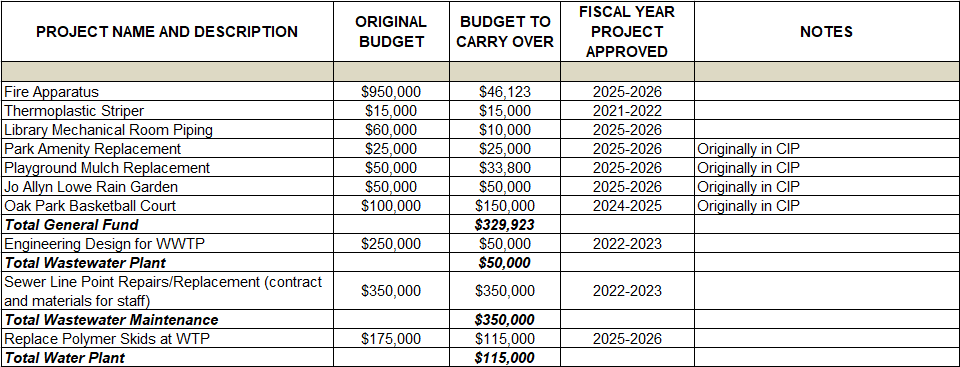 PROJECT NAME AND DESCRIPTION ORIGINAL BUDGET BUDGET TO CARRY OVER FISCAL YEAR PROJECT APPROVED NOTES
Fire Apparatus $950,000 $46,123 2025-2026
Thermoplastic Striper $15,000 $15,000 2021-2022
Library Mechanical Room Piping $60,000 $10,000 2025-2026
Park Amenity Replacement $25,000 $25,000 2025-2026 Originally in CIP
Playground Mulch Replacement $50,000 $33,800 2025-2026 Originally in CIP
Jo Allyn Lowe Rain Garden $50,000 $50,000 2025-2026 Originally in CIP
Oak Park Basketball Court $100,000 $150,000 2024-2025 Originally in CIP
Total General Fund $329,923
Engineering Design for WWTP $250,000 $50,000 2022-2023
Total Wastewater Plant $50,000
Sewer Line Point Repairs/Replacement (contract
and materials for staff) $350,000 $350,000 2022-2023
Total Wastewater Maintenance $350,000
Replace Polymer Skids at WTP $175,000 $115,000 2025-2026
Total Water Plant $115,000